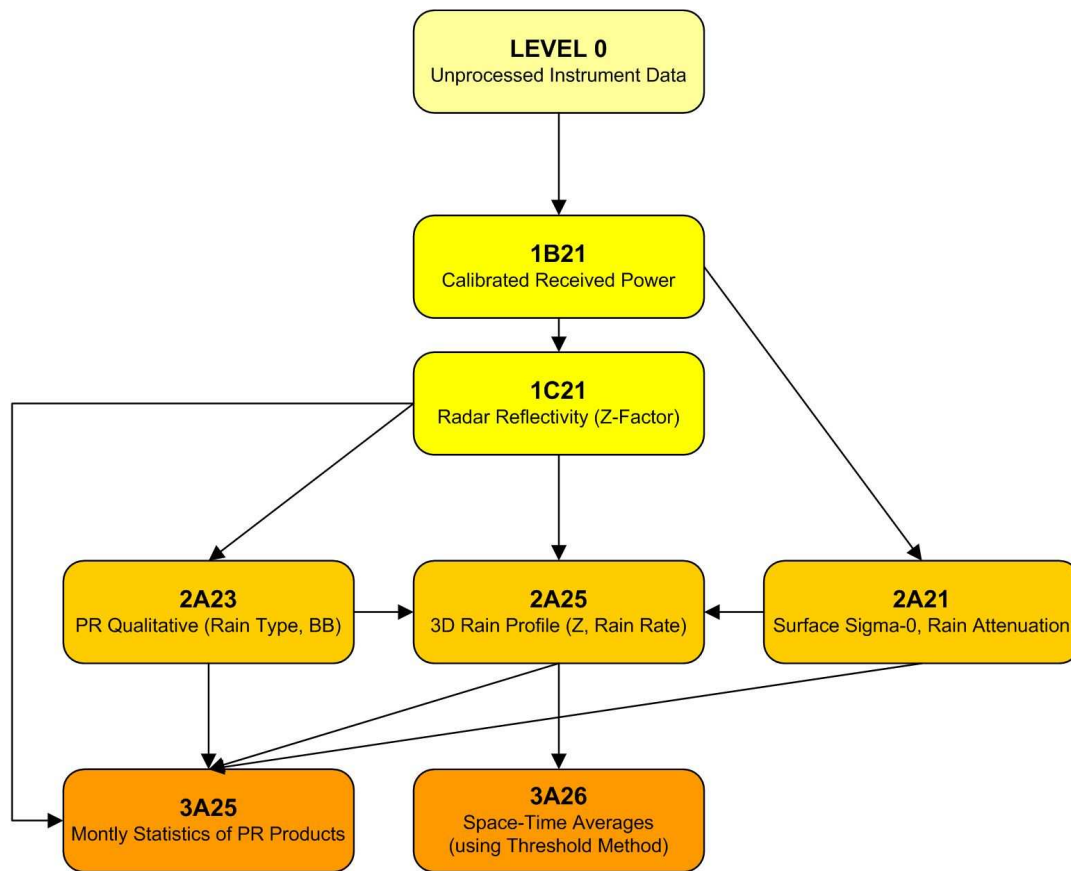 LEVEL 0
Unprocessed Instrument Data
1B21
Calibrated Received Power
1C21
Radar Reflectivity (Z-Factor)
2A23
PR Qualitative (Rain Type, BB)
2A25
3D Rain Profile (Z, Rain Rate)
2A21
Surface Sigma-0, Rain Attenuation
3A25
Montly Statistics of PR Products
3A26
Space-Time Averages
(using Threshold Method)